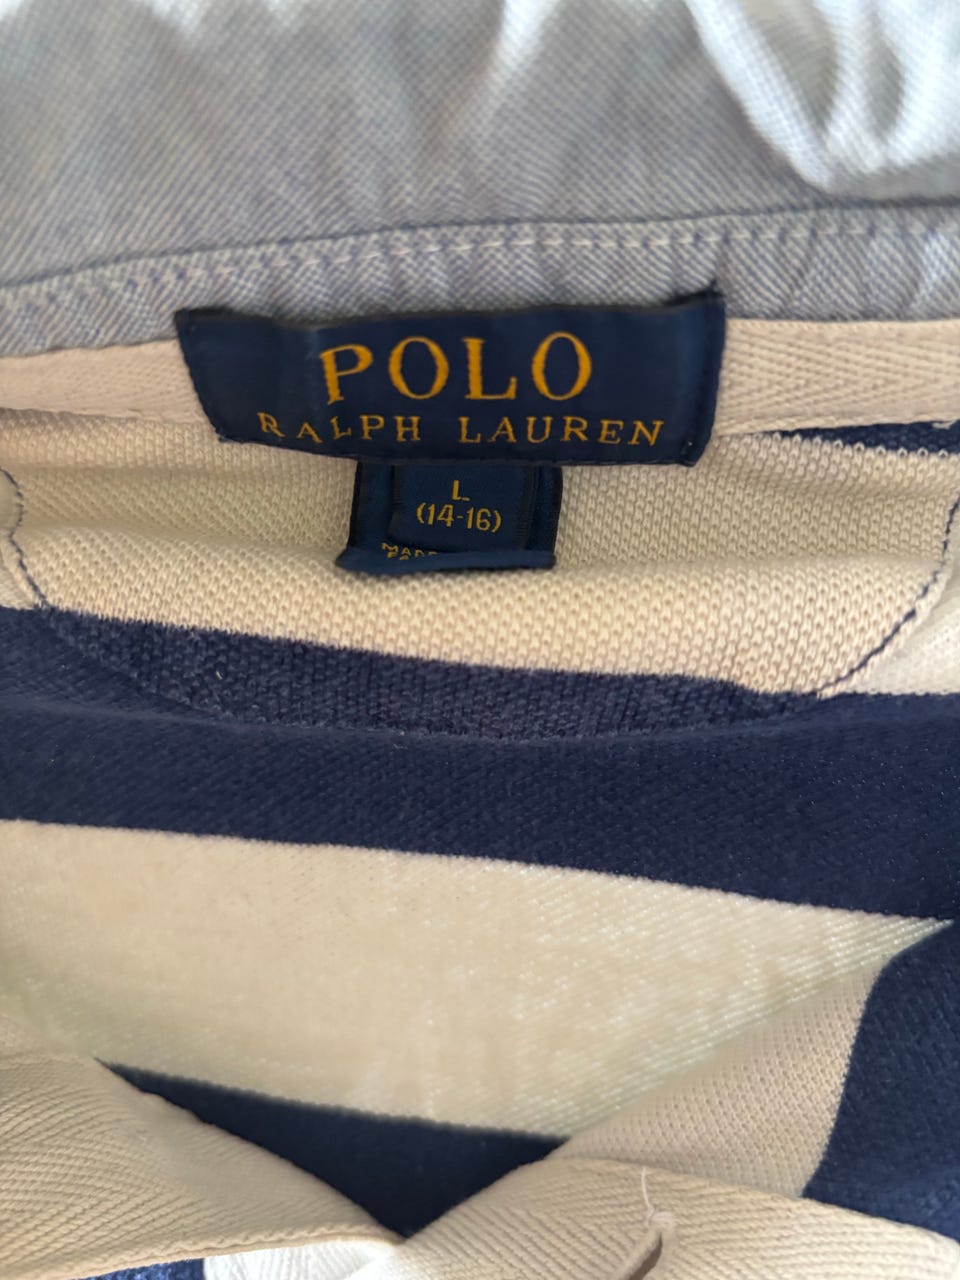 POLO
RALPH LAUREN
L
(14-16)